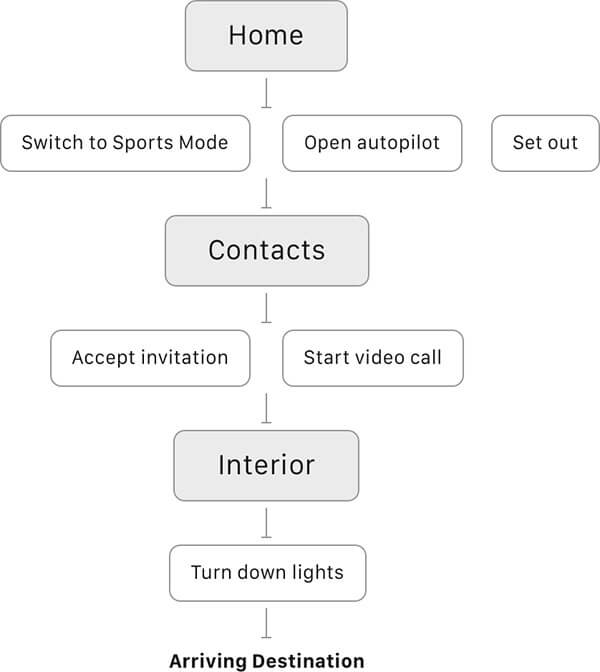 Home
Switch to Sports Mode
Open autopilot
Set out
Contacts
Accept invitation
Start video call
Interior
Turn down lights
Arriving Destination